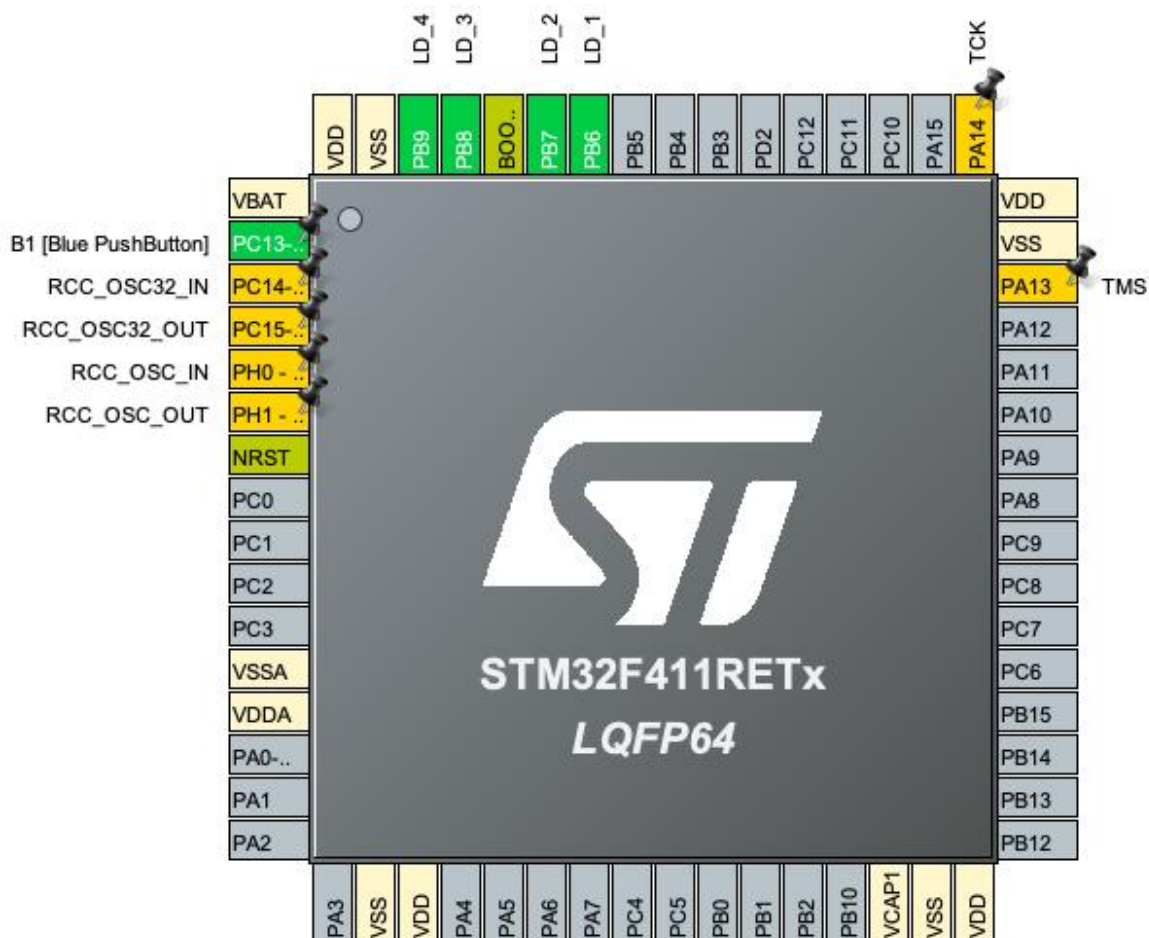 LD_4
LD_3
LD_2
LD_1
TCK
VDD
VSS
PB9
PB8
BOO..
PB7
PB6
PB5
PB4
PB3
PD2
PC12
PC11
PC10
PA15
PA14
VBAT
B1 [Blue PushButton] PC13-..
RCC_OSC32_IN PC14-..
RCC_OSC32_OUT PC15-..
RCC_OSC_IN PH0 - ..
RCC_OSC_OUT PH1 - ..
NRST
PC0
PC1
PC2
PC3
VSSA
VDDA
PA0-..
PA1
PA2
ST
STM32F411RETx
LQFP64
VDD
VSS
PA13 TMS
PA12
PA11
PA10
PA9
PA8
PC9
PC8
PC7
PC6
PB15
PB14
PB13
PB12
PA3
VSS
VDD
PA4
PA5
PA6
PA7
PC4
PC5
PB0
PB1
PB2
PB10
VCAP1
VSS
VDD